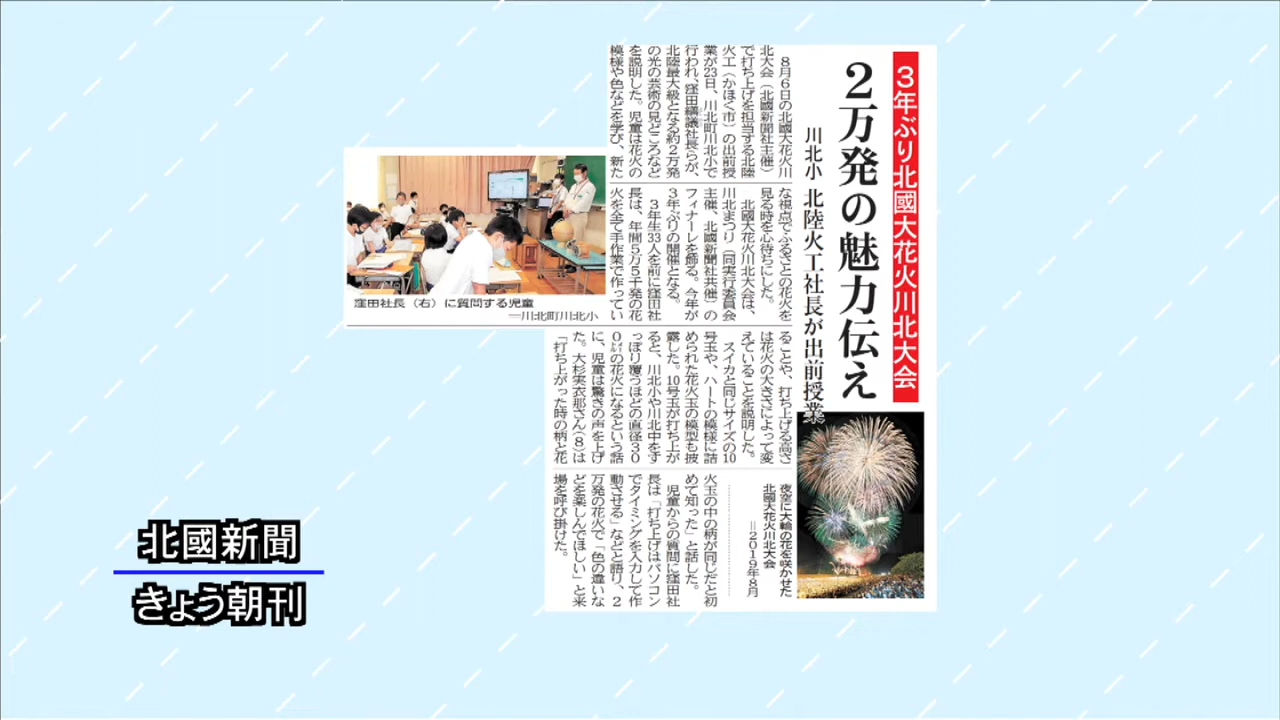 3年ぶり北國大花火川北大会
2万発の魅力伝え
川北小 北陸火工社長が出前授業
8月6日の北國大花火川
北大会(北國新聞社主催)
で打ち上げを担当する北陸
火工(かほく市)の出前授
業が23日、川北町川北小で
行われ、窪田
社長らが、
北陸最大級となる約2万発
の光の芸術の見どころなど
を説明した。児童は花火の
模様や色などを学び、新た
な視点でふるさとの花火を
見る時を心待ちにした。
北國大花火川北大会は、
川北まつり(同実行委員会
主催、北國新聞社共催)の
フィナーレを飾る。今年が
3年ぶりの開催となる。
3年生33人を前に窪田社
長は、年間5万5千発の花
火を全て手作業で作ってい
ることや、打ち上げる高さ
は花火の大きさによって変
えていることを説明した。
スイカと同じサイズの10
号玉や、ハートの模様に詰
められた花火玉の模型も披
露した。10号玉が打ち上が
ると、川北小や川北中をす
っぽり覆うほどの直径30
0㍍の花火になるという話
に、児童は驚きの声を上げ
た。大杉実衣那さん(8)は
「打ち上がった時の柄と花
火玉の中の柄が同じだと初
めて知った」と話した。
児童からの質問に窪田社
長は「打ち上げはパソコン
でタイミングを入力して作
動させる」などと語り、2
万発の花火で「色の違いな
どを楽しんでほしい」と来
場を呼び掛けた。
窪田社長(右)に質問する児童
=川北町川北小
夜空に大輪の花を咲かせた
北國大花火川北大会
=2019年8月
北國新聞
きょう朝刊